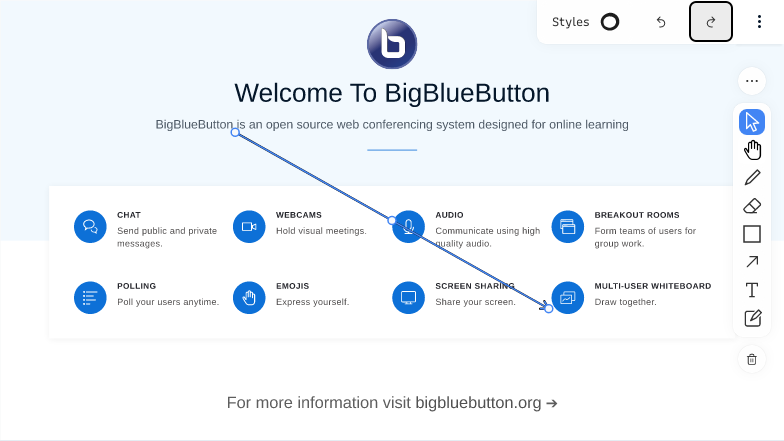 Styles
Welcome To BigBlueButton
BigBlueButton is an open source web conferencing system designed for online learning
CHAT
Send public and private
messages.
WEBCAMS
Hold visual meetings.
AUDIO
Communicate using high
quality audio.
BREAKOUT ROOMS
Form teams of users for
group work.
POLLING
Poll your users anytime.
EMOJIS
Express yourself.
SCREEN SHARING
Share your screen.
MULTI-USER WHITEBOARD
Draw together.
For more information visit bigbluebutton.org →